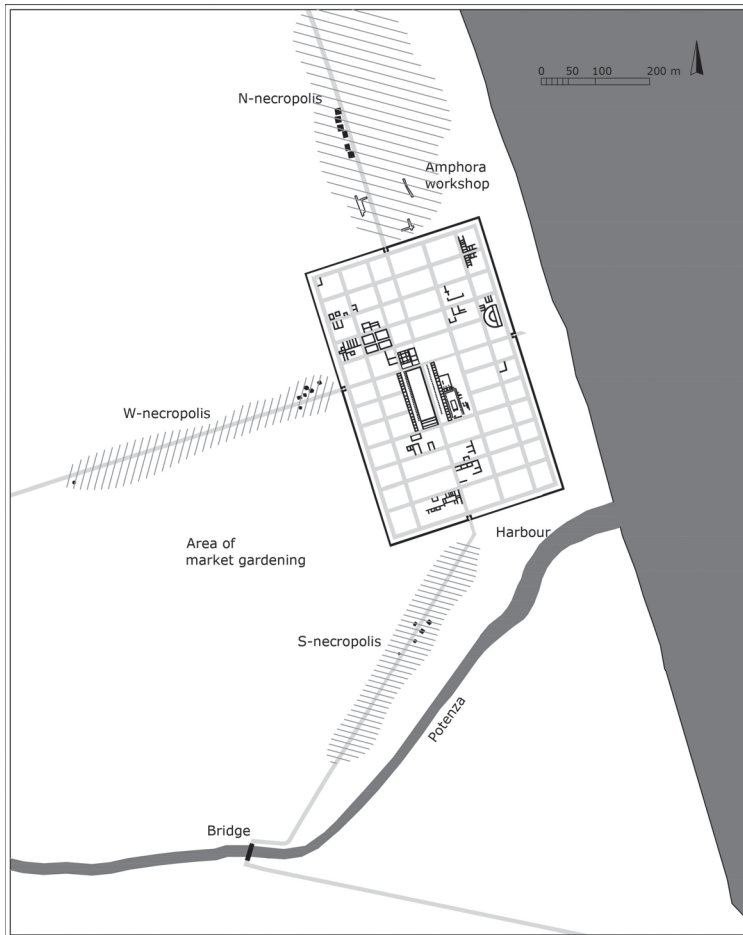 0 50 100 200 m
N-necropolis
Amphora
workshop
W-necropolis
Harbour
Area of
market gardening
S-necropolis
Potenza
Bridge